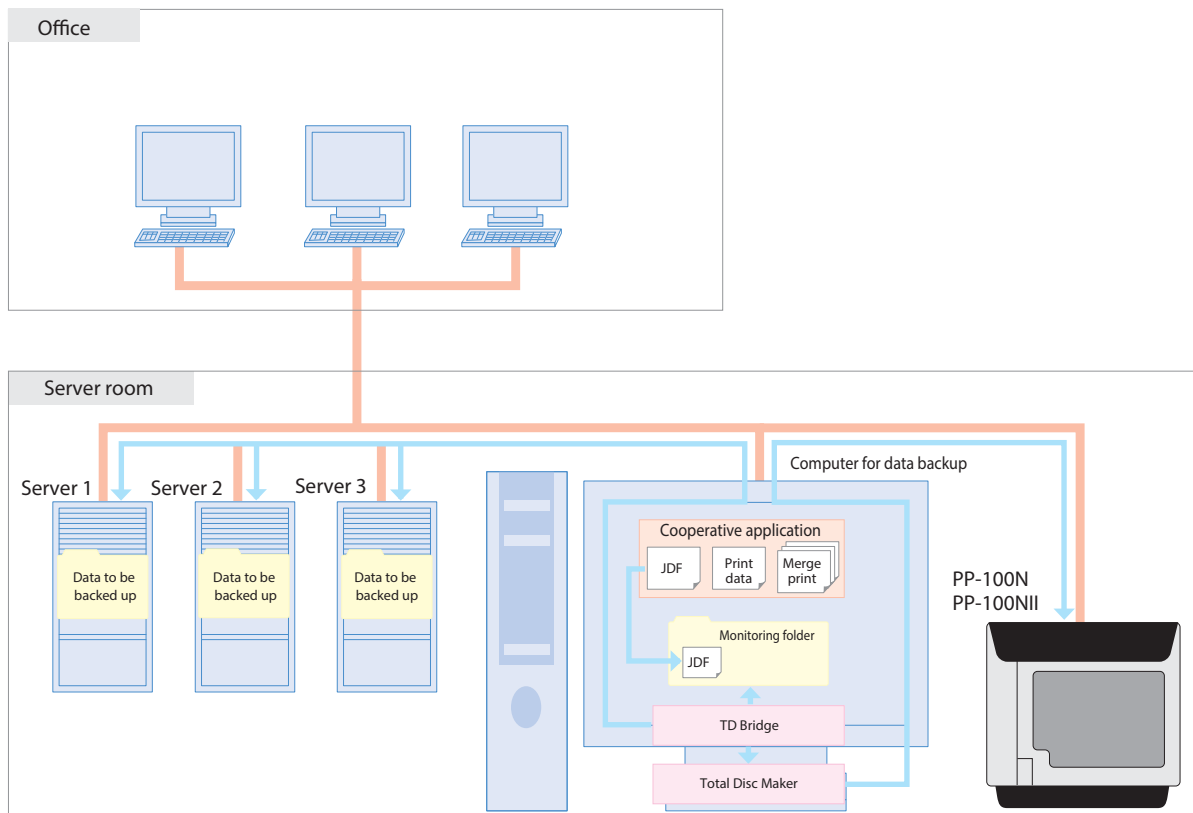 Office
Server room
Computer for data backup
Server 1
Server 2
Server 3
Cooperative application
JDF
Print
data
Merge
print
Data to be
backed up
Data to be
backed up
Data to be
backed up
PP-100N
PP-100NII
Monitoring folder
JDF
TD Bridge
Total Disc Maker